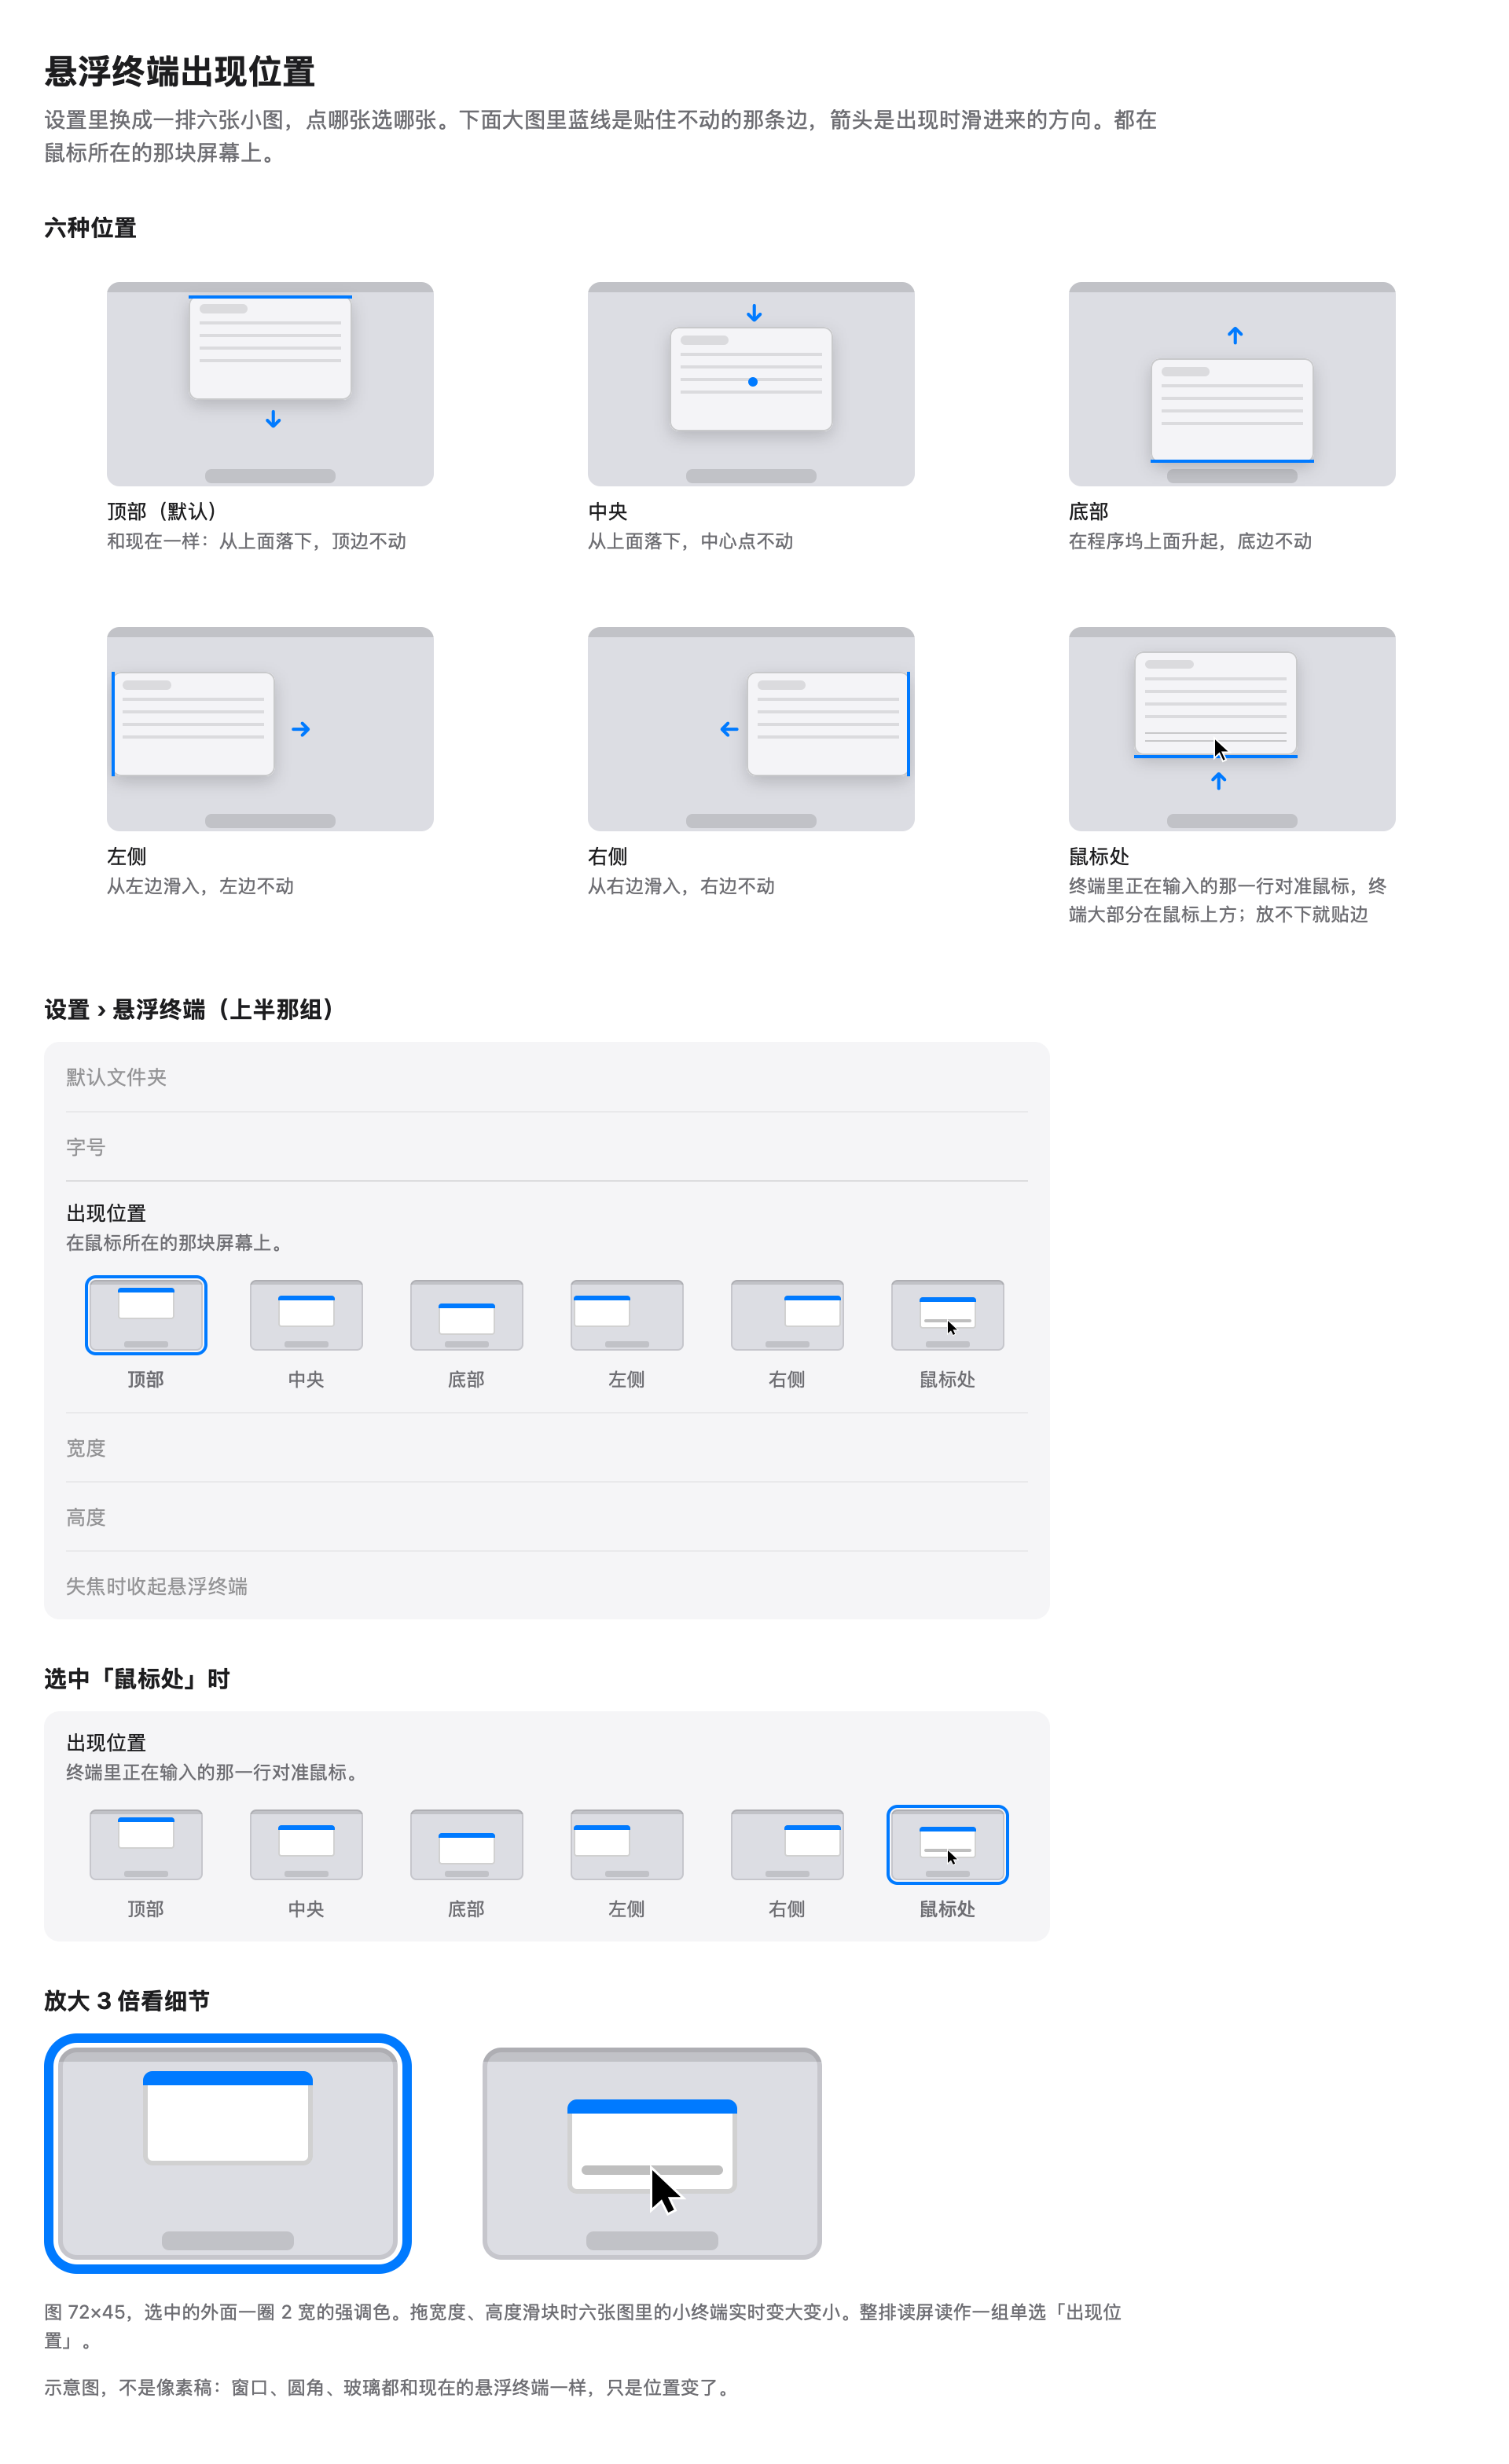 悬浮终端出现位置
设置里换成一排六张小图，点哪张选哪张。下面大图里蓝线是贴住不动的那条边，箭头是出现时滑进来的方向。都在
鼠标所在的那块屏幕上。
六种位置
顶部（默认）
和现在一样：从上面落下，顶边不动
中央
从上面落下，中心点不动
底部
在程序坞上面升起，底边不动
左侧
从左边滑入，左边不动
右侧
从右边滑入，右边不动
鼠标处
终端里正在输入的那一行对准鼠标，终
端大部分在鼠标上方；放不下就贴边
设置 › 悬浮终端（上半那组）
默认文件夹
字号
出现位置
在鼠标所在的那块屏幕上。
顶部
中央
底部
左侧
右侧
鼠标处
宽度
高度
失焦时收起悬浮终端
选中「鼠标处」时
出现位置
终端里正在输入的那一行对准鼠标。
顶部
中央
底部
左侧
右侧
鼠标处
放大 3 倍看细节
图 72×45，选中的外面一圈 2 宽的强调色。拖宽度、高度滑块时六张图里的小终端实时变大变小。整排读屏读作一组单选「出现位
置」。
示意图，不是像素稿：窗口、圆角、玻璃都和现在的悬浮终端一样，只是位置变了。